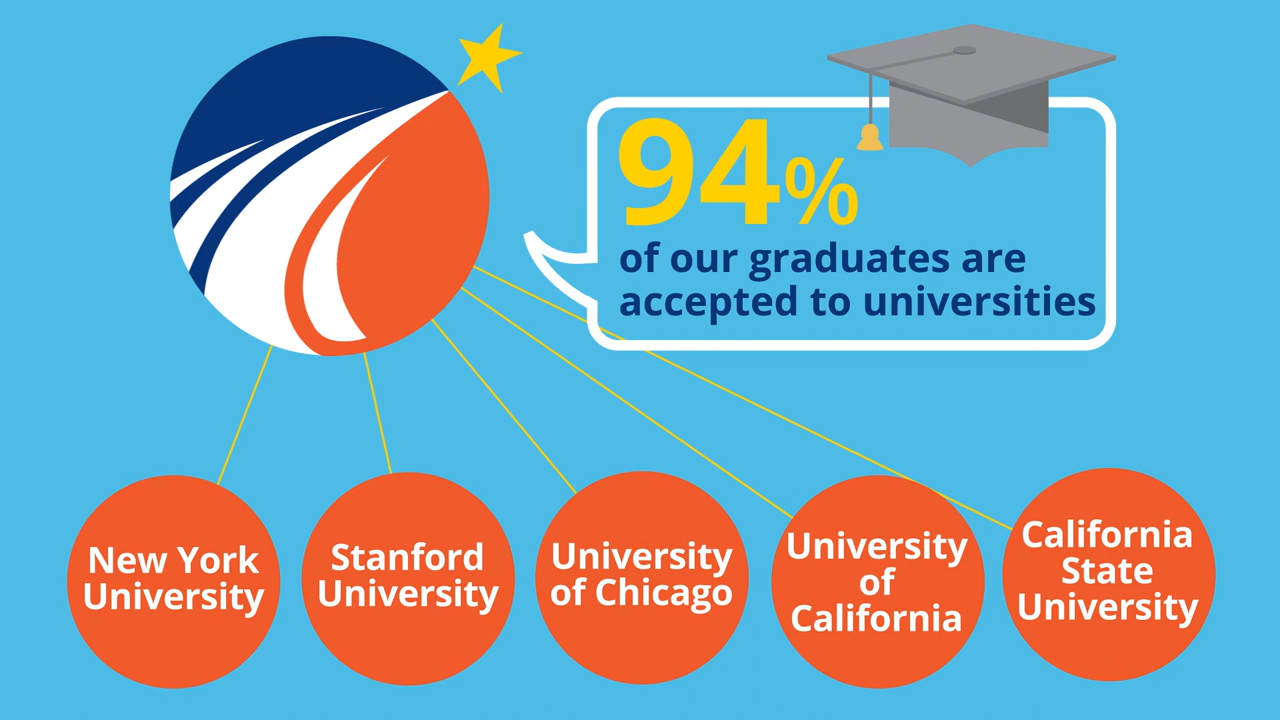 94%
of our graduates are
accepted to universities
New York
University
Stanford
University
University
of Chicago
University
of
California
California
State
University